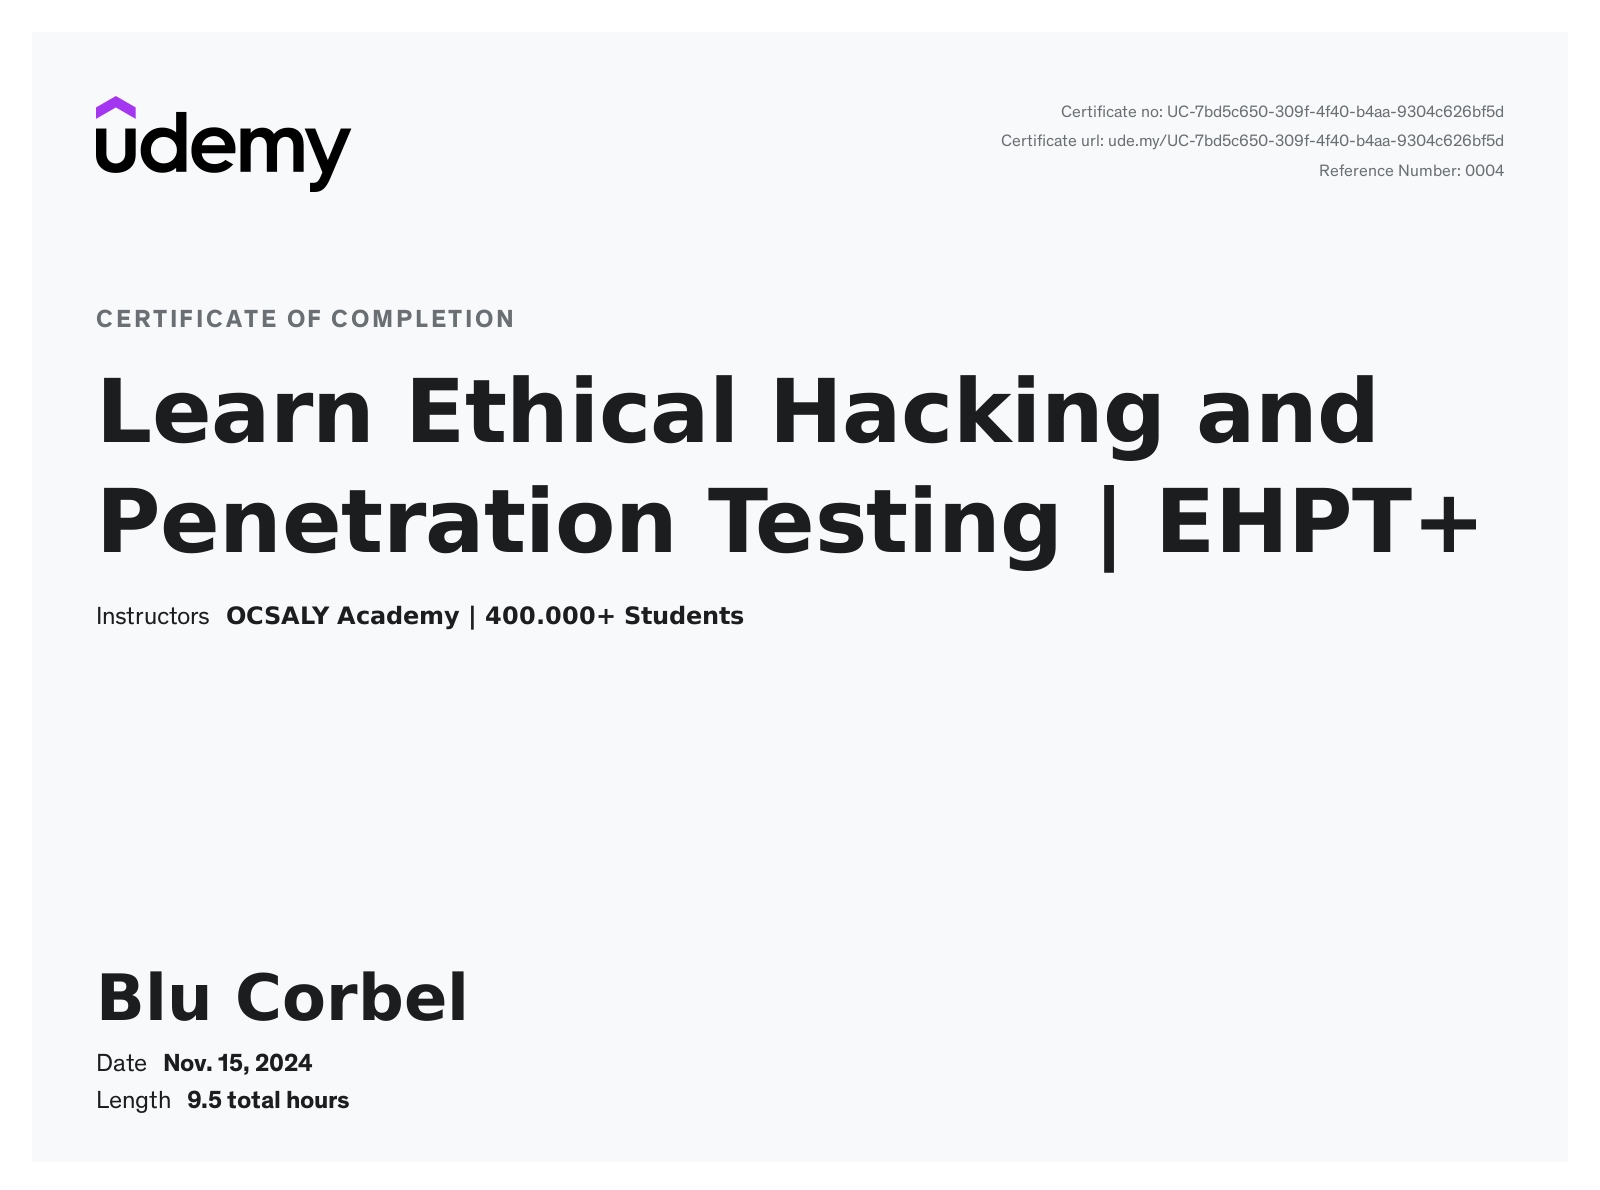 udemy
Certificate no: UC-7bd5c650-309f-4f40-b4aa-9304c626bf5d
Certificate url: ude.my/UC-7bd5c650-309f-4f40-b4aa-9304c626bf5d
Reference Number: 0004
CERTIFICATE OF COMPLETION
Learn Ethical Hacking and
Penetration Testing | EHPT+
Instructors OCSALY Academy | 400.000+ Students
Blu Corbel
Date Nov. 15, 2024
Length 9.5 total hours